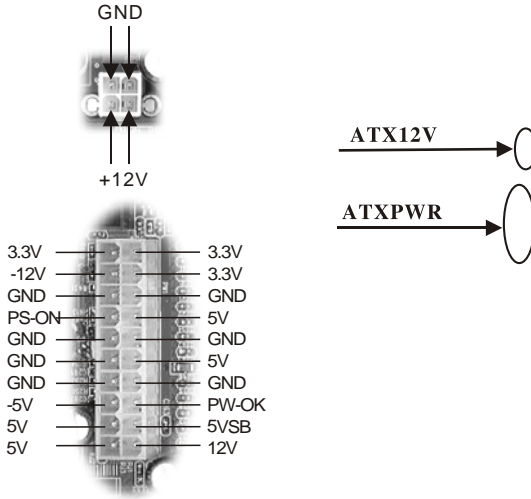 GND
+12V
ATX12V
ATXPWR
3.3V 3.3V
-12V 3.3V
GND GND
PS-ON 5V
GND GND
GND 5V
GND GND
-5V PW-OK
5V 5VSB
5V 12V